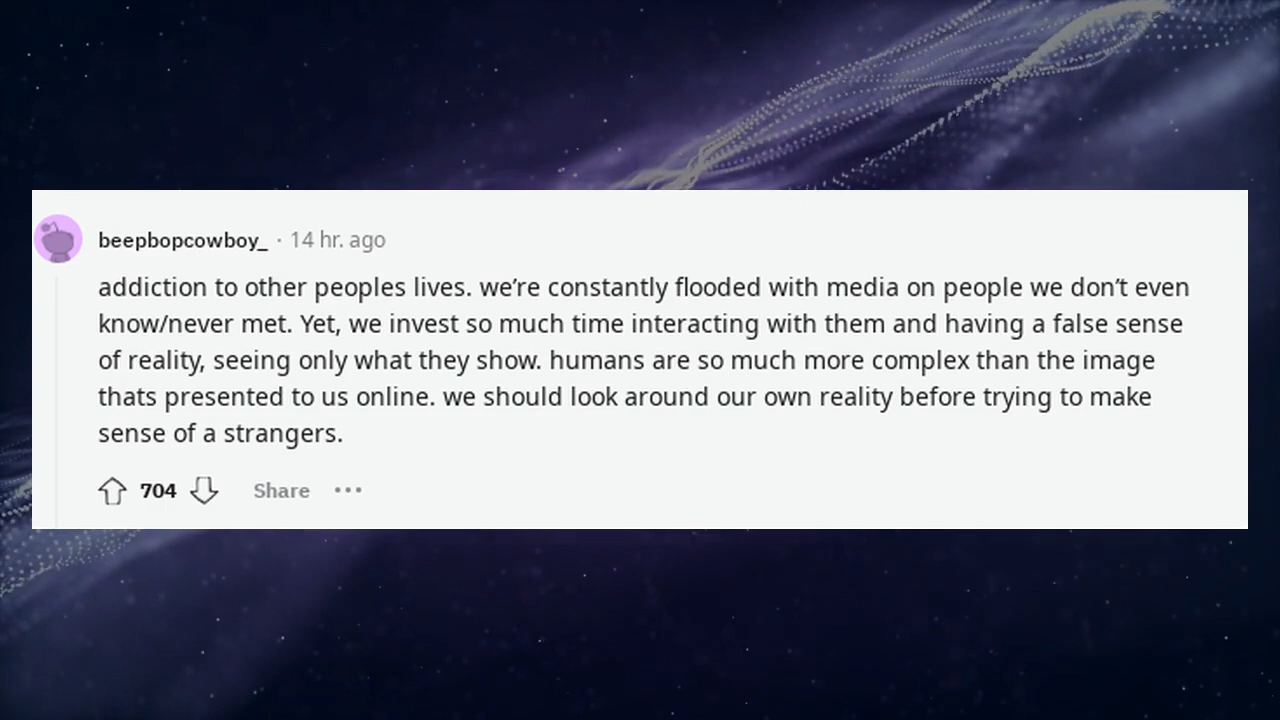 beepbopcowboy_ · 14 hr. ago
addiction to other peoples lives. we’re constantly flooded with media on people we don’t even
know/never met. Yet, we invest so much time interacting with them and having a false sense
of reality, seeing only what they show. humans are so much more complex than the image
thats presented to us online. we should look around our own reality before trying to make
sense of a strangers.
704 Share ···